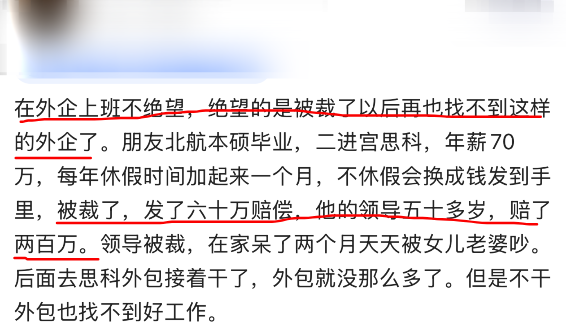 在外企上班不绝望，绝望的是被裁了以后再也找不到这样
的外企了。朋友北航本硕毕业，二进宫思科，年薪70
万，每年休假时间加起来一个月，不休假会换成钱发到手
里，被裁了，发了六十万赔偿，他的领导五十多岁，赔了
两百万。领导被裁，在家呆了两个月天天被女儿老婆吵。
后面去思科外包接着干了，外包就没那么多了。但是不干
外包也找不到好工作。